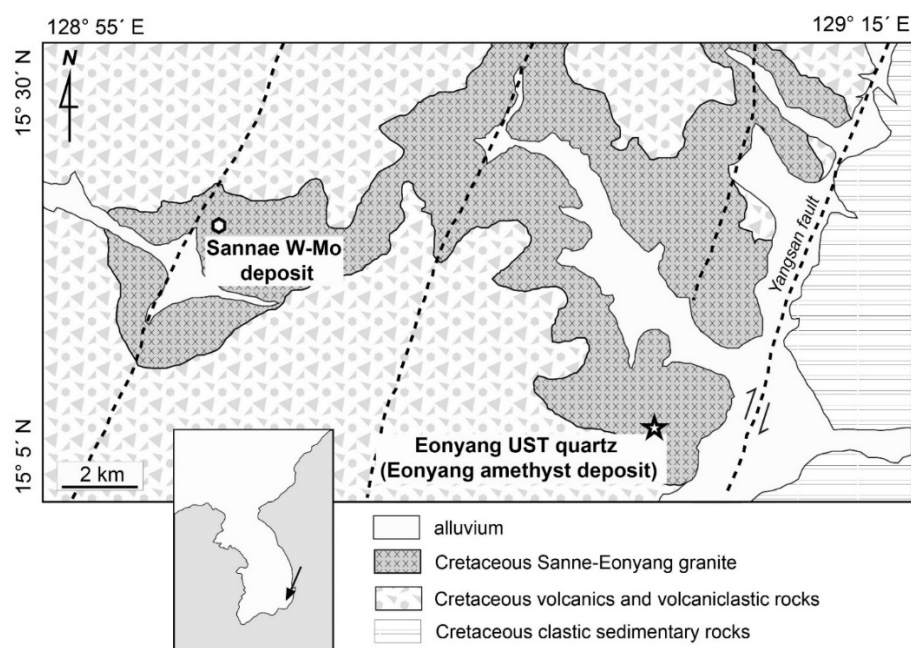 128° 55´ E
129° 15´ E
N
15° 30´ N
Sannae W-Mo
deposit
Yangsan fault
15° 5´ N
2 km
Eonyang UST quartz
(Eonyang amethyst deposit)
alluvium
Cretaceous Sanne-Eonyang granite
Cretaceous volcanics and volcaniclastic rocks
Cretaceous clastic sedimentary rocks